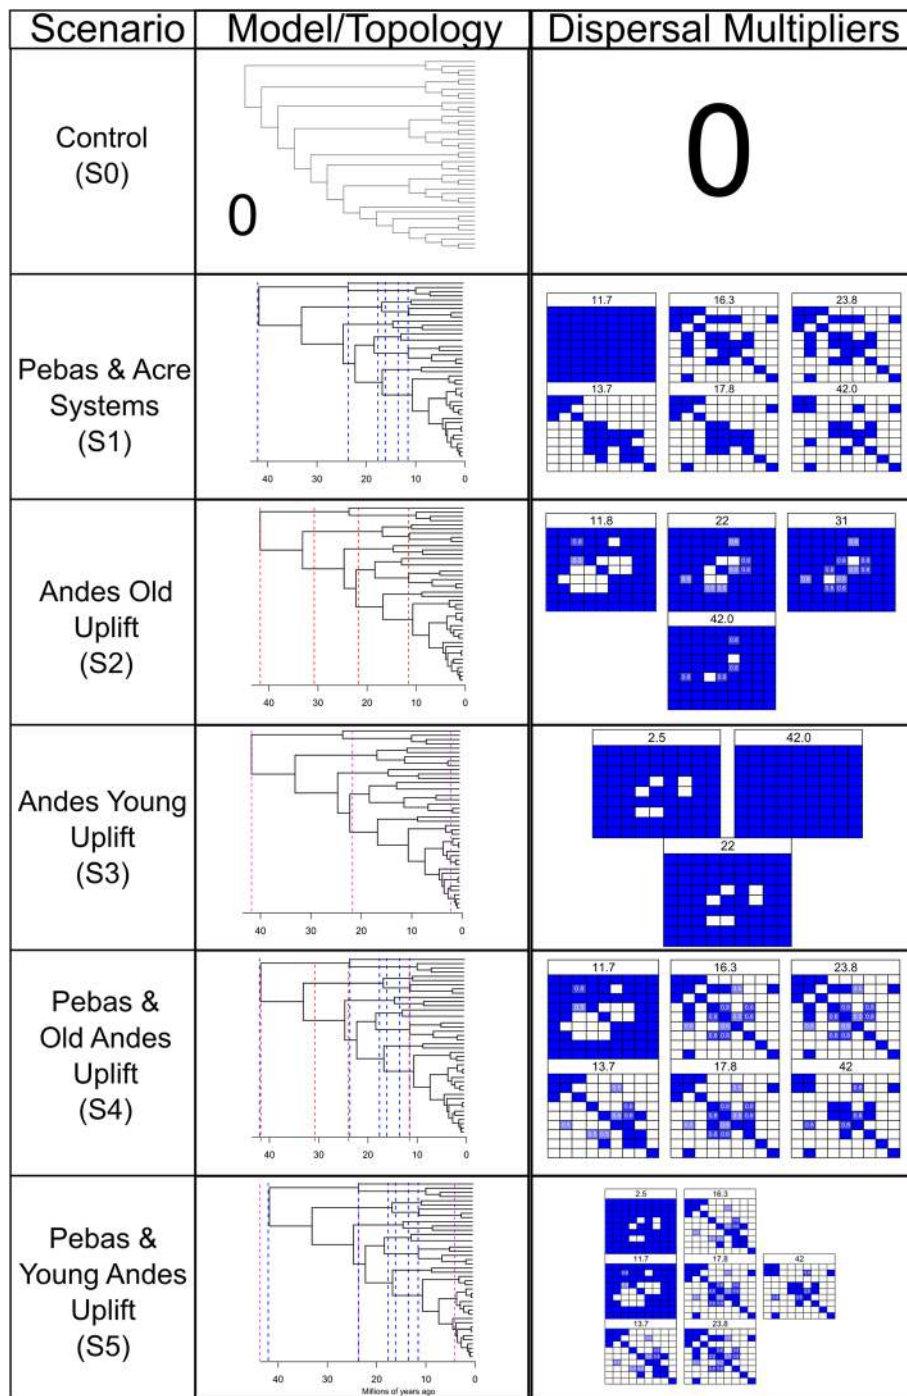 Scenario
Model/Topology
Dispersal Multipliers
Control
(S0)
0
0
Pebas & Acre
Systems
(S1)
40 30 20 10 0
11.7 16.3 23.8
13.7 17.8 42.0
Andes Old
Uplift
(S2)
40 30 20 10 0
11.8 22 31
42.0
Andes Young
Uplift
(S3)
40 30 20 10 0
2.5 42.0
22
Pebas &
Old Andes
Uplift
(S4)
40 30 20 10 0
11.7 16.3 23.8
13.7 17.8 42
Pebas &
Young Andes
Uplift
(S5)
40 30 20 10 0
Millions of years ago
2.5 16.3
11.7 17.8 42
13.7 23.8